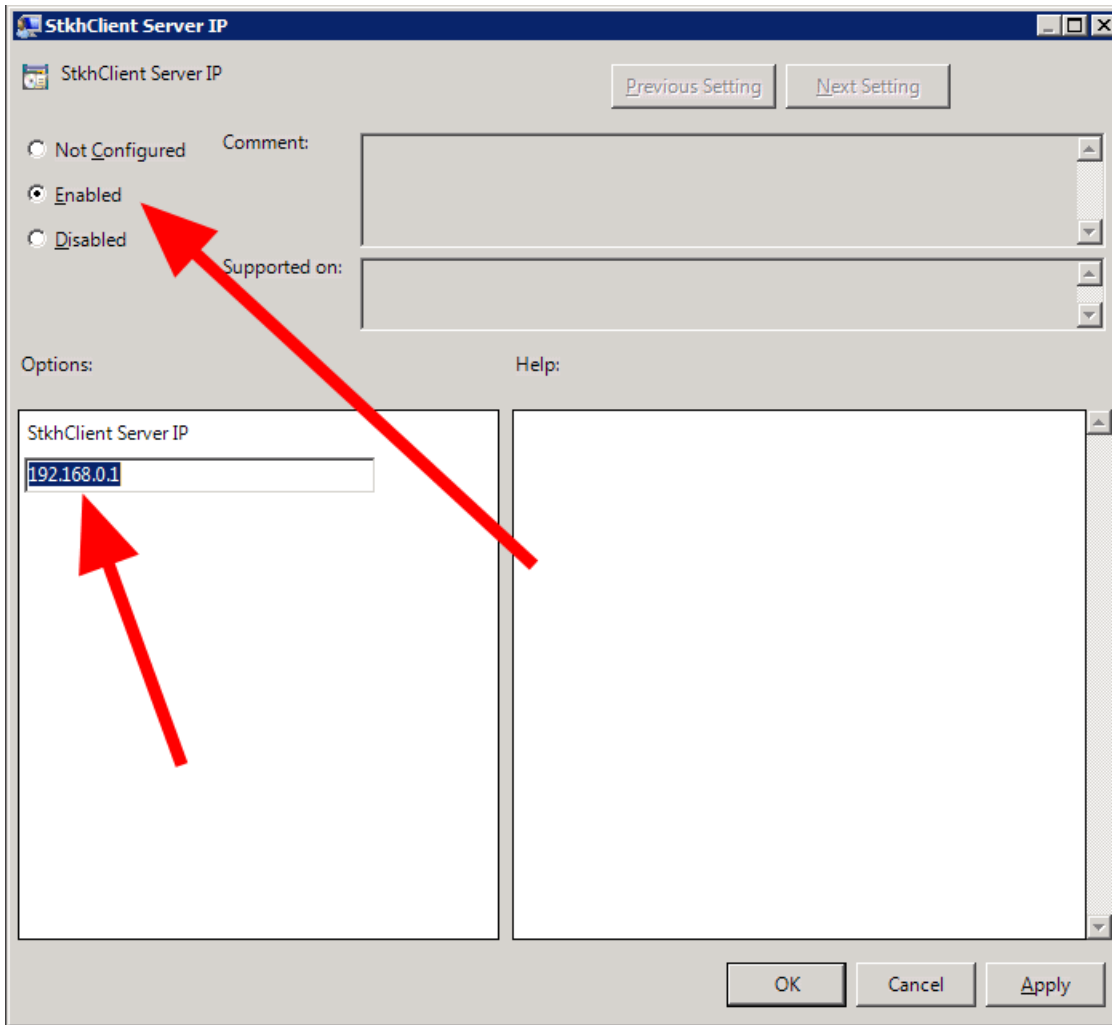 StkhClient Server IP
StkhClient Server IP
Previous Setting
Next Setting
Not Configured
Comment:
Enabled
Disabled
Supported on:
Options:
Help:
StkhClient Server IP
192.168.0.1
OK
Cancel
Apply